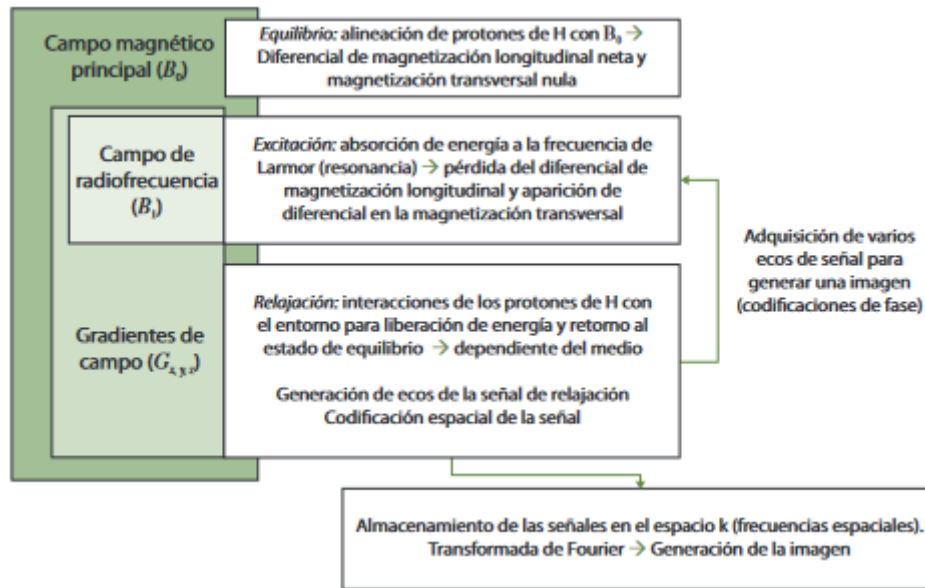 Campo magnético
principal (B₀)
Equilibrio: alineación de protones de H con B₀ →
Diferencial de magnetización longitudinal neta y
magnetización transversal nula
Campo de
radiofrecuencia
(B₁)
Excitación: absorción de energía a la frecuencia de
Larmor (resonancia) → pérdida del diferencial de
magnetización longitudinal y aparición de
diferencial en la magnetización transversal
Adquisición de varios
ecos de señal para
generar una imagen
(codificaciones de fase)
Gradientes de
campo (Gₓ, y, z)
Relajación: interacciones de los protones de H con
el entorno para liberación de energía y retorno al
estado de equilibrio → dependiente del medio
Generación de ecos de la señal de relajación
Codificación espacial de la señal
Almacenamiento de las señales en el espacio k (frecuencias espaciales).
Transformada de Fourier → Generación de la imagen